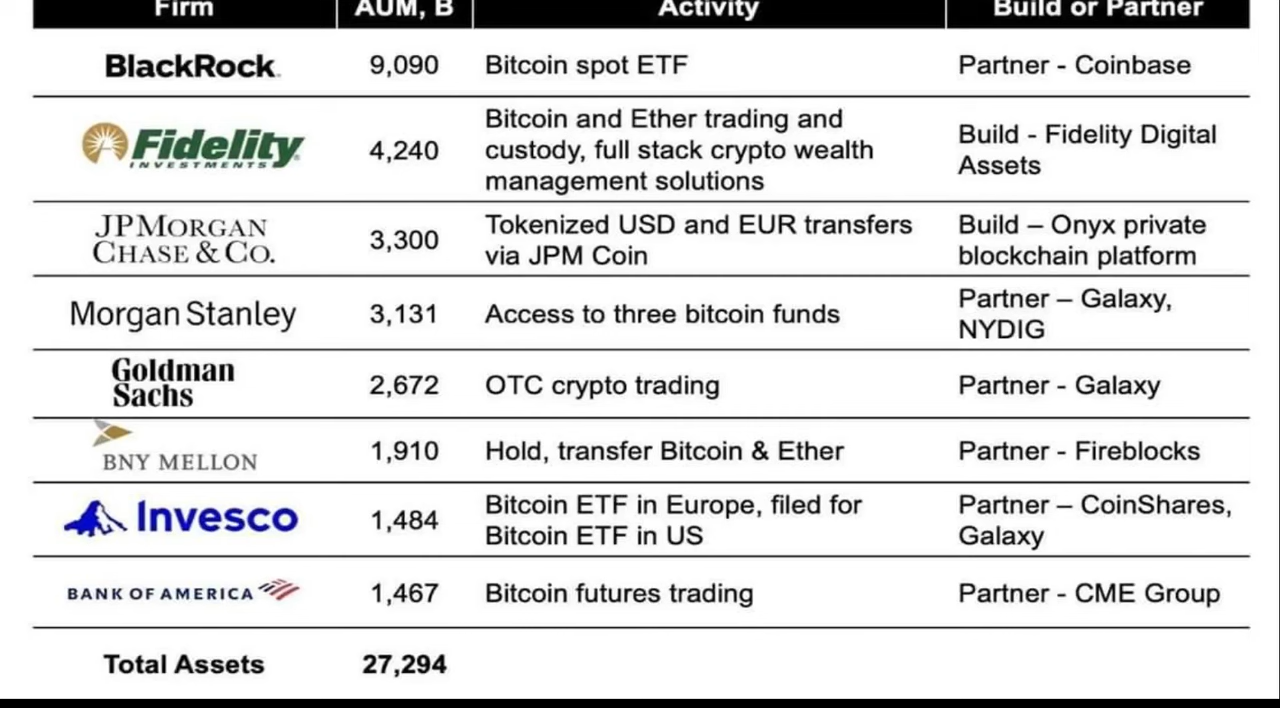 Firm AUM, B Activity Build or Partner
BlackRock. 9,090 Bitcoin spot ETF Partner - Coinbase
Bitcoin and Ether trading and
Fidelity 4,240 custody, full stack crypto wealth Build - Fidelity Digital
INVESTMENTS management solutions Assets
JPMORGAN Tokenized USD and EUR transfers Build – Onyx private
CHASE & CO. 3,300 via JPM Coin blockchain platform
Morgan Stanley 3,131 Access to three bitcoin funds Partner – Galaxy,
NYDIG
Goldman
Sachs 2,672 OTC crypto trading Partner - Galaxy
BNY MELLON 1,910 Hold, transfer Bitcoin & Ether Partner - Fireblocks
Invesco 1,484 Bitcoin ETF in Europe, filed for Partner – CoinShares,
Bitcoin ETF in US Galaxy
BANK OF AMERICA 1,467 Bitcoin futures trading Partner - CME Group
Total Assets 27,294